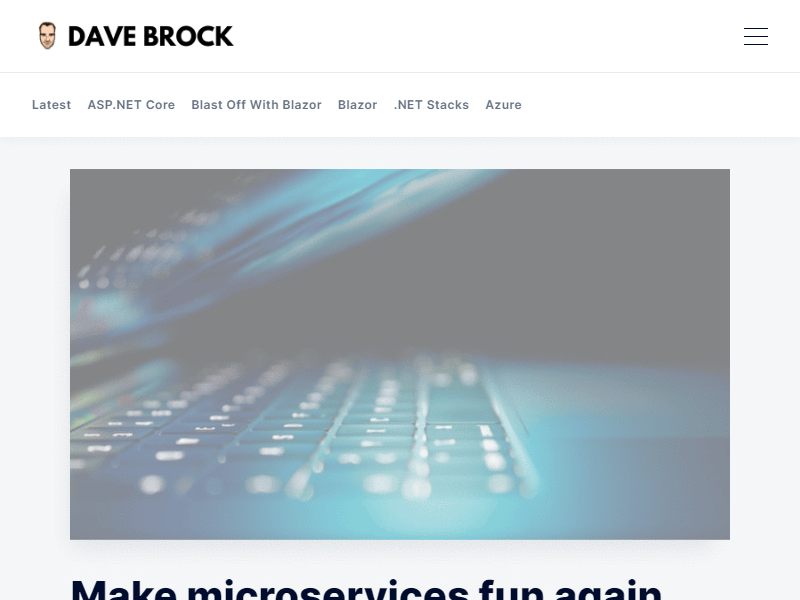 DAVE BROCK
Latest ASP.NET Core Blast Off With Blazor Blazor .NET Stacks Azure
Make microservices fun again